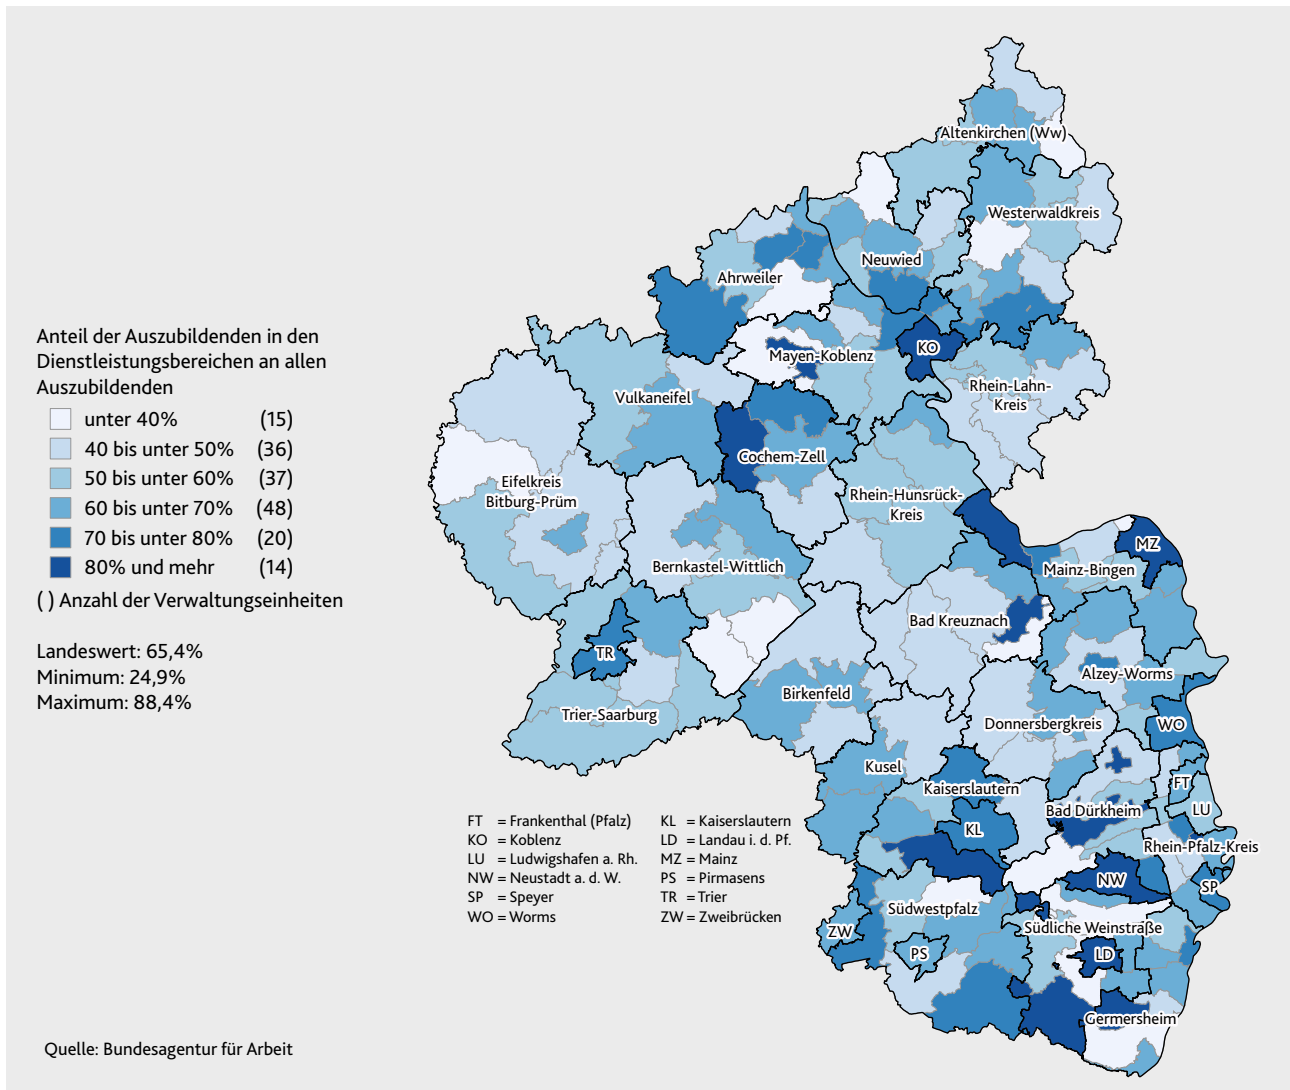 Anteil der Auszubildenden in den
Dienstleistungsbereichen an allen
Auszubildenden
unter 40% (15)
40 bis unter 50% (36)
50 bis unter 60% (37)
60 bis unter 70% (48)
70 bis unter 80% (20)
80% und mehr (14)
( ) Anzahl der Verwaltungseinheiten
Landeswert: 65,4%
Minimum: 24,9%
Maximum: 88,4%
Altenkirchen (Ww)
Westerwaldkreis
Neuwied
Ahrweiler
KO
Mayen-Koblenz
Rhein-Lahn-
Kreis
Vulkaneifel
Cochem-Zell
Eifelkreis
Bitburg-Prüm
Rhein-Hunsrück-
Kreis
MZ
Mainz-Bingen
Bernkastel-Wittlich
Bad Kreuznach
TR
Alzey-Worms
Birkenfeld
Trier-Saarburg
Donnersbergkreis
WO
Kusel
FT
Kaiserslautern
LU
Bad Dürkheim
KL
Rhein-Pfalz-Kreis
NW
SP
Südwestpfalz
Südliche Weinstraße
ZW
PS
LD
Germersheim
FT = Frankenthal (Pfalz)
KO = Koblenz
LU = Ludwigshafen a. Rh.
NW = Neustadt a. d. W.
SP = Speyer
WO = Worms
KL = Kaiserslautern
LD = Landau i. d. Pf.
MZ = Mainz
PS = Pirmasens
TR = Trier
ZW = Zweibrücken
Quelle: Bundesagentur für Arbeit